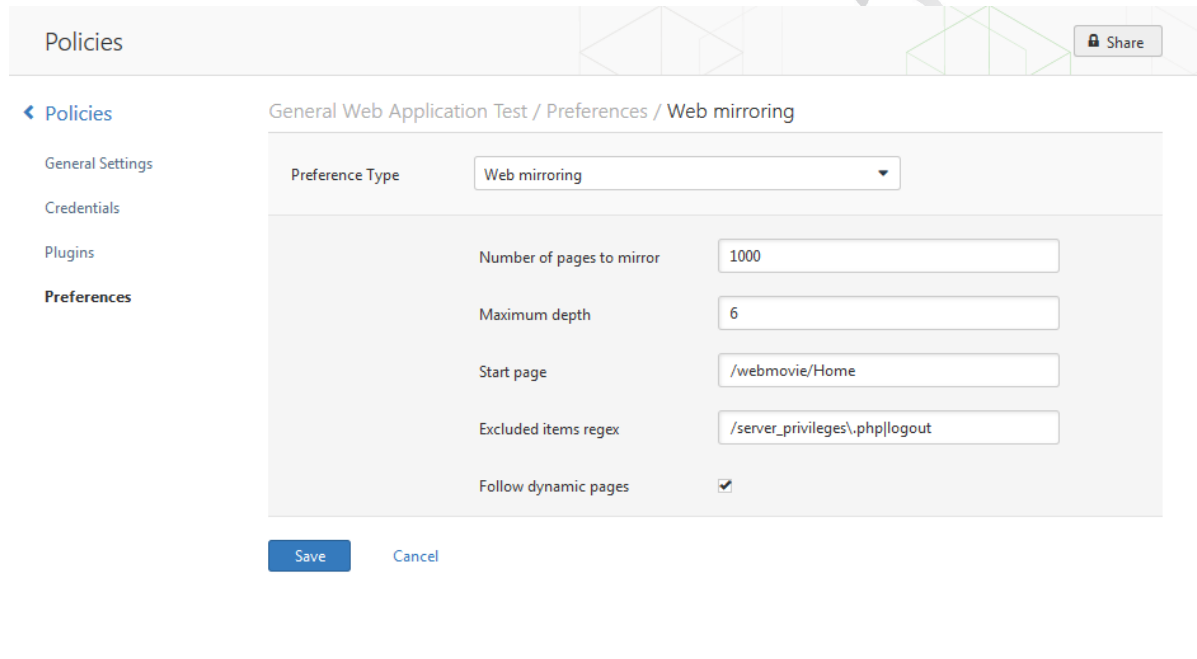 Policies
Share
Policies
General Web Application Test / Preferences / Web mirroring
General Settings
Preference Type
Web mirroring
Credentials
Plugins
Number of pages to mirror
1000
Preferences
Maximum depth
6
Start page
/webmovie/Home
Excluded items regex
/server_privileges\.php|logout
Follow dynamic pages
Save
Cancel